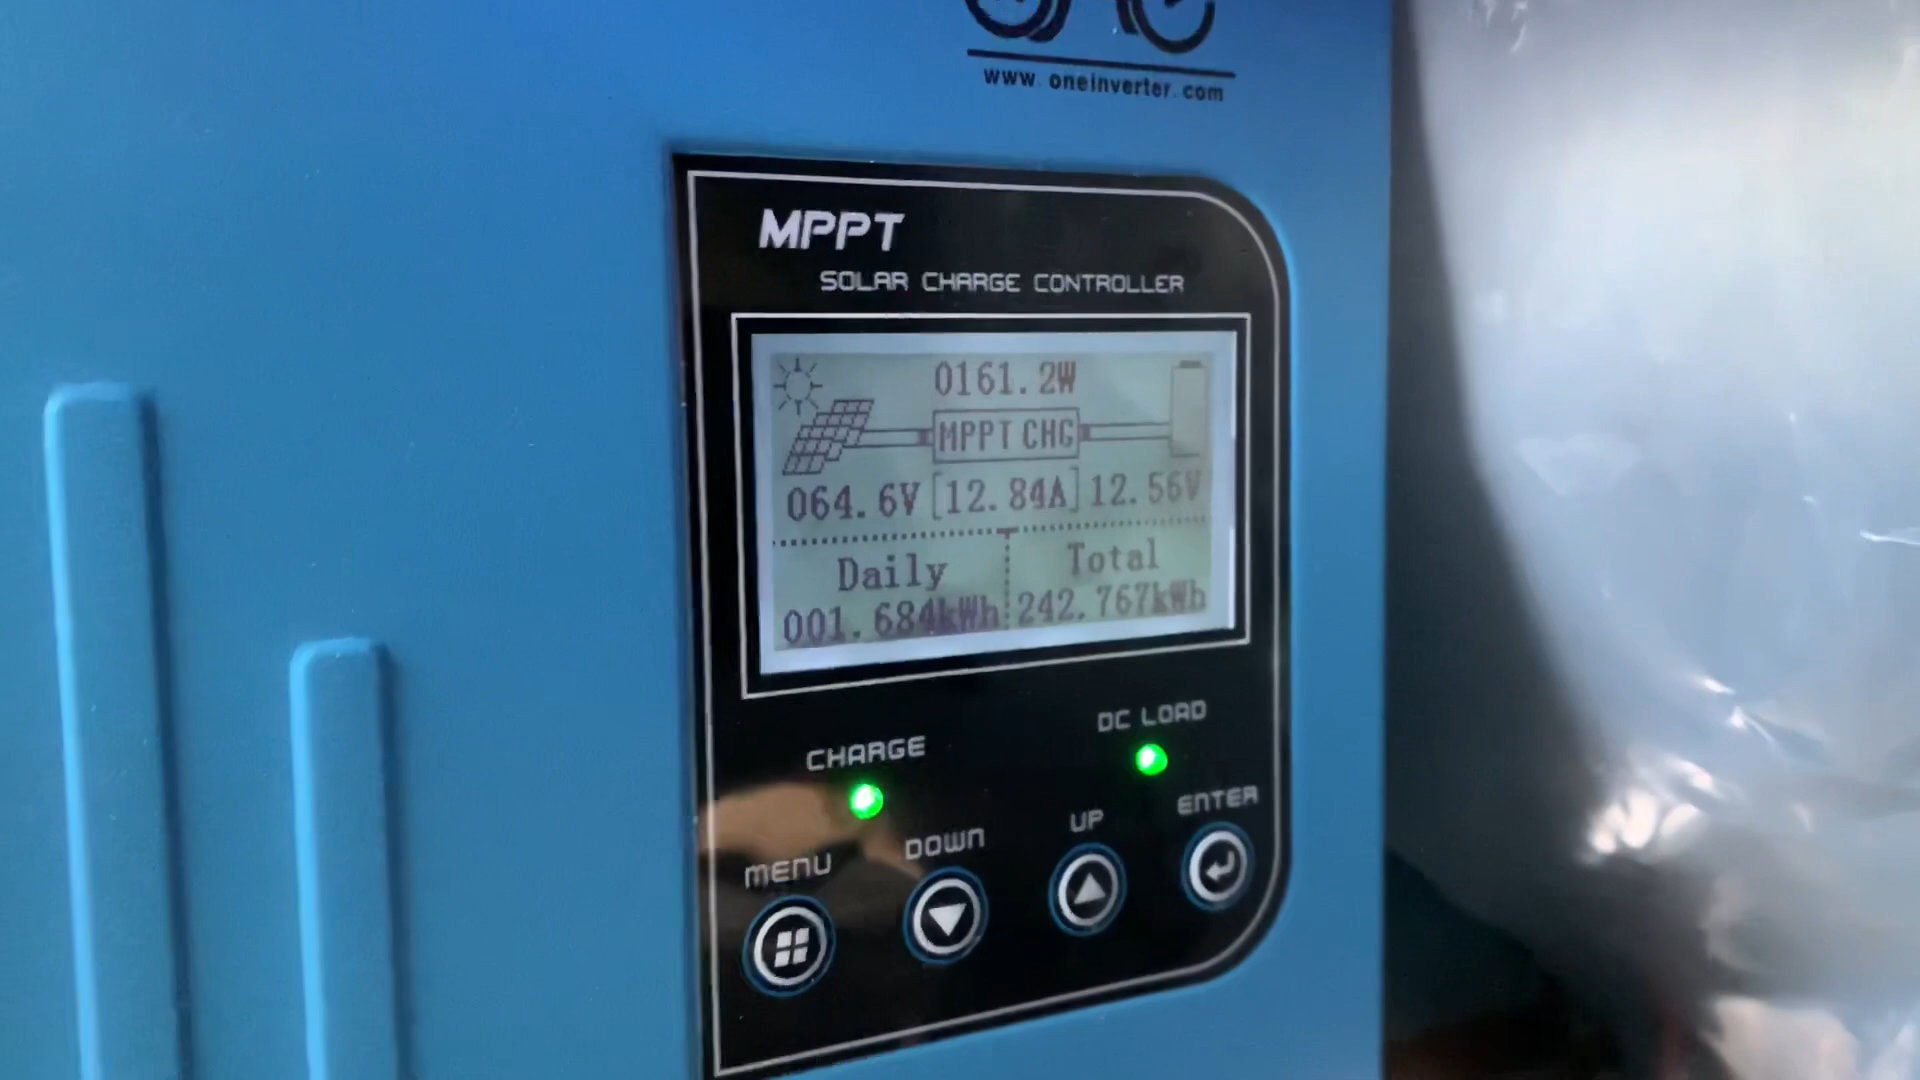 www.oneinverter.com
MPPT
SOLAR CHARGE CONTROLLER
0161.2W
MPPT CHG
064.6V [12.84A] 12.56V
Daily Total
001.684kWh 242.767kWh
CHARGE DC LOAD
MENU DOWN UP ENTER